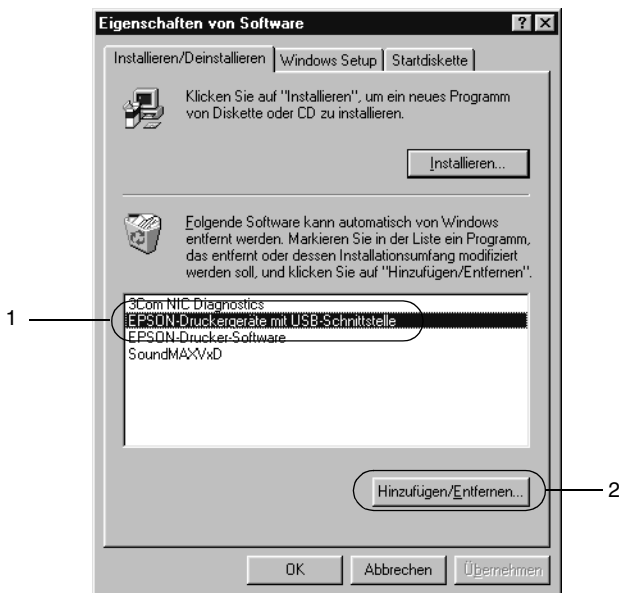 Eigenschaften von Software
Installieren/Deinstallieren Windows Setup Startdiskette
Klicken Sie auf "Installieren", um ein neues Programm
von Diskette oder CD zu installieren.
Installieren...
Folgende Software kann automatisch von Windows
entfernt werden. Markieren Sie in der Liste ein Programm,
das entfernt oder dessen Installationsumfang modifiziert
werden soll, und klicken Sie auf "Hinzufügen/Entfernen".
3Com NIC Diagnostics
1
EPSON-Druckergeräte mit USB-Schnittstelle
EPSON-Drucker-Software
SoundMAXVxD
Hinzufügen/Entfernen...
2
OK Abbrechen Übernehmen